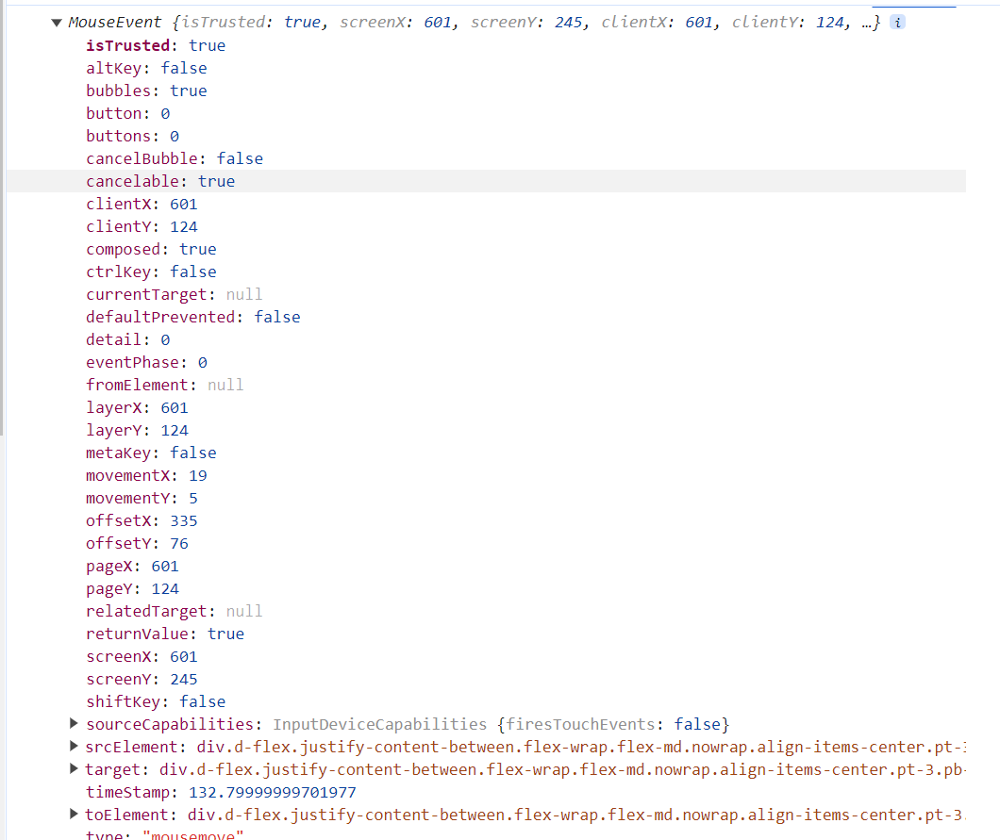 MouseEvent {isTrusted: true, screenX: 601, screenY: 245, clientX: 601, clientY: 124, …} i
isTrusted: true
altKey: false
bubbles: true
button: 0
buttons: 0
cancelBubble: false
cancelable: true
clientX: 601
clientY: 124
composed: true
ctrlKey: false
currentTarget: null
defaultPrevented: false
detail: 0
eventPhase: 0
fromElement: null
layerX: 601
layerY: 124
metaKey: false
movementX: 19
movementY: 5
offsetX: 335
offsetY: 76
pageX: 601
pageY: 124
relatedTarget: null
returnValue: true
screenX: 601
screenY: 245
shiftKey: false
sourceCapabilities: InputDeviceCapabilities {firesTouchEvents: false}
srcElement: div.d-flex.justify-content-between.flex-wrap.flex-md.nowrap.align-items-center.pt-3
target: div.d-flex.justify-content-between.flex-wrap.flex-md.nowrap.align-items-center.pt-3.pb-
timeStamp: 132.79999999701977
toElement: div.d-flex.justify-content-between.flex-wrap.flex-md.nowrap.align-items-center.pt-3.
type: "mousemove"